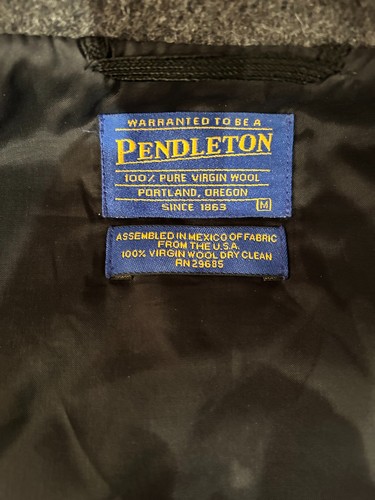 WARRANTED TO BE A
PENDLETON
100% PURE VIRGIN WOOL
PORTLAND, OREGON
SINCE 1863 M
ASSEMBLED IN MEXICO OF FABRIC
FROM THE U.S.A.
100% VIRGIN WOOL DRY CLEAN
RN 29685